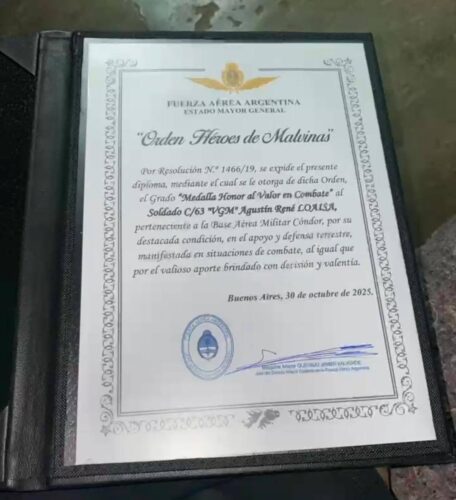 FUERZA AÉREA ARGENTINA
ESTADO MAYOR GENERAL
"Orden Héroes de Malvinas"
Por Resolución N.° 1466/19, se expide el presente
diploma, mediante el cual se le otorga de dicha Orden,
el Grado "Medalla Honor al Valor en Combate" al
Soldado C/63 "VGM" Agustín René LOAISA,
perteneciente a la Base Aérea Militar Cóndor, por su
destacada condición, en el apoyo y defensa terrestre,
manifestada en situaciones de combate, al igual que
por el valioso aporte brindado con decisión y valentía.
Buenos Aires, 30 de octubre de 2025.
GUSTAVO JAVIER VALVERDE